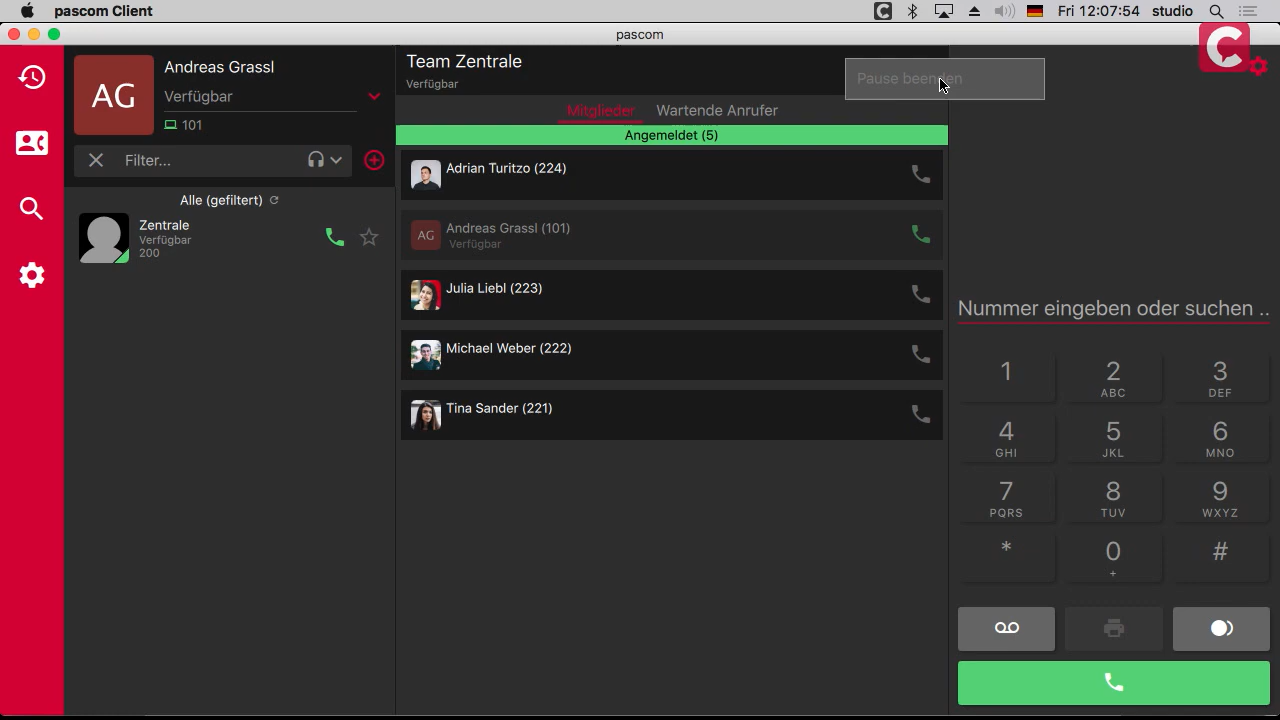 pascom Client
Fri 12:07:54 studio
pascom
AG
Andreas Grassl
Verfügbar
101
Filter...
Alle (gefiltert)
Zentrale
Verfügbar
200
Team Zentrale
Verfügbar
Pause beenden
Mitglieder Wartende Anrufer
Angemeldet (5)
Adrian Turitzo (224)
AG
Andreas Grassl (101)
Verfügbar
Julia Liebl (223)
Michael Weber (222)
Tina Sander (221)
Nummer eingeben oder suchen ..
1 2 3
ABC DEF
4 5 6
GHI JKL MNO
7 8 9
PQRS TUV WXYZ
* 0 #
+